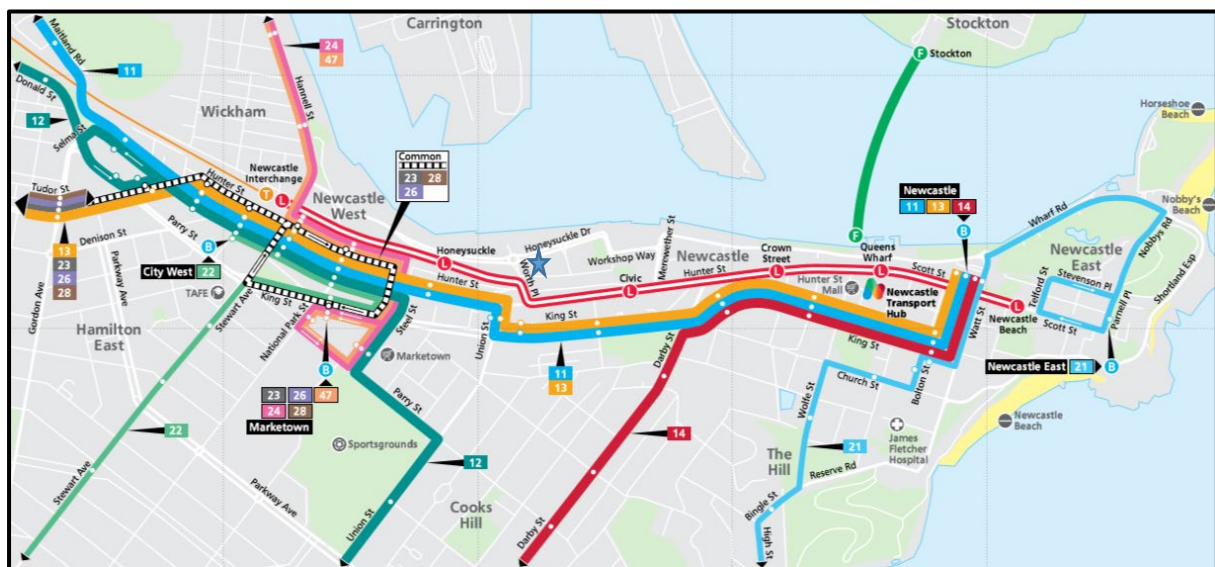 Carrington
Stockton
F
Stockton
Maitland Rd
11
24
47
Hannell St
Donald St
12
Selma St
Wickham
Horseshoe
Beach
Common
23 28
26
Newcastle
Interchange
T
L
Newcastle
West
Hunter St
Newcastle
11 13 14
B
Wharf Rd
Nobby's
Beach
Tudor St
13
23
26
28
Denison St
Parry St
B
City West 22
TAFE
Honeysuckle
L
Honeysuckle Dr
Worth Pl
Workshop Way
Merewether St
Newcastle
Civic
L
Hunter St
Crown
Street
L
F
Queens
Wharf
L
Hunter St
Mall
Newcastle
Transport
Hub
Scott St
Newcastle
East
Nobbys Rd
Shortland Esp
Telford St
Stevenson Pl
Parnell Pl
Scott St
L
Newcastle
Beach
Watt St
Newcastle East 21
B
Gordon Ave
Parkway Ave
Hamilton
East
Stewart Ave
King St
National Park St
Steel St
Marketown
Hunter St
Union St
King St
11
13
Darby St
King St
Bolton St
Church St
Wolfe St
B
23 26 47
24 28
Marketown
Parry St
Sportsgrounds
22
12
14
21
The
Hill
James
Fletcher
Hospital
Newcastle
Beach
Reserve Rd
Stewart Ave
Parkway Ave
Union St
Cooks
Hill
Darby St
Bingle St
High St